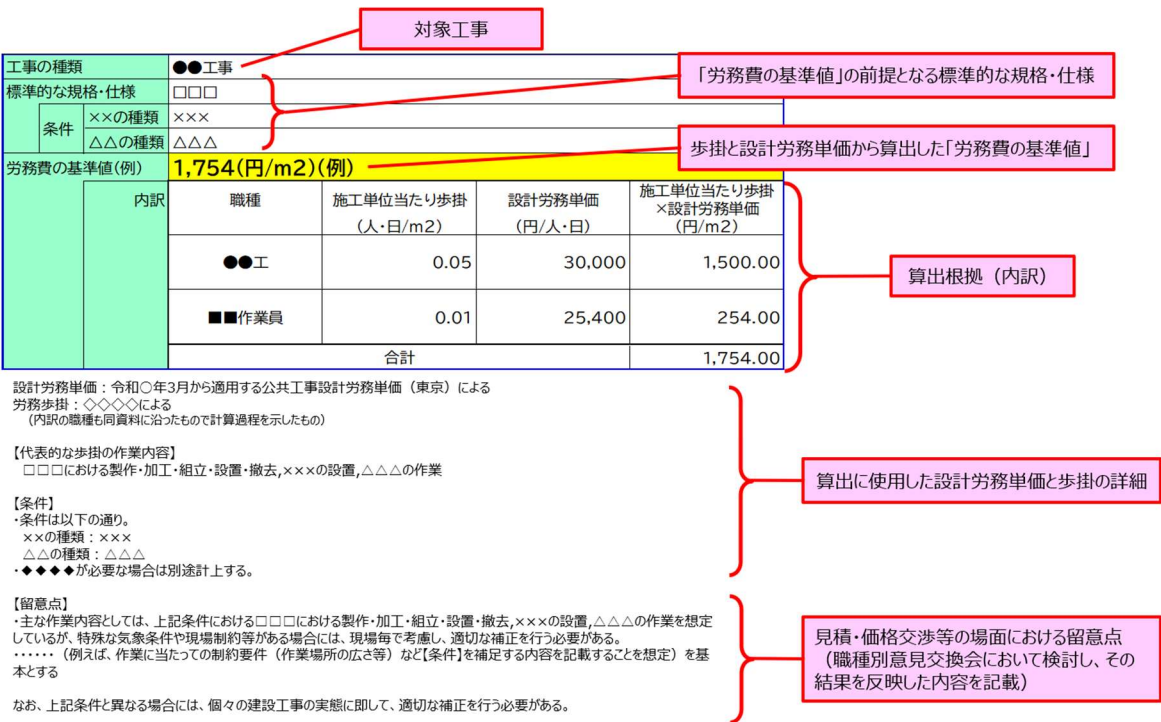 対象工事
工事の種類 ●●工事
標準的な規格・仕様 □□□
条件 ××の種類 ×××
△△の種類 △△△
「労務費の基準値」の前提となる標準的な規格・仕様
労務費の基準値(例) 1,754(円/m2)(例)
歩掛と設計労務単価から算出した「労務費の基準値」
内訳 職種 施工単位当たり歩掛 設計労務単価 施工単位当たり歩掛
×設計労務単価
(人・日/m2) (円/人・日) (円/m2)
●●工 0.05 30,000 1,500.00
算出根拠（内訳）
■■作業員 0.01 25,400 254.00
合計 1,754.00
設計労務単価：令和○年3月から適用する公共工事設計労務単価（東京）による
労務歩掛：◇◇◇◇による
（内訳の職種も同資料に沿ったもので計算過程を示したもの）
【代表的な歩掛の作業内容】
□□□における製作・加工・組立・設置・撤去,×××の設置,△△△の作業
算出に使用した設計労務単価と歩掛の詳細
【条件】
・条件は以下の通り。
××の種類：×××
△△の種類：△△△
・◆◆◆◆が必要な場合は別途計上する。
【留意点】
・主な作業内容としては、上記条件における□□□における製作・加工・組立・設置・撤去,×××の設置,△△△の作業を想定
しているが、特殊な気象条件や現場制約等がある場合には、現場毎で考慮し、適切な補正を行う必要がある。
・・・・・・（例えば、作業に当たっての制約要件（作業場所の広さ等）など【条件】を補足する内容を記載することを想定）を基
本とする
なお、上記条件と異なる場合には、個々の建設工事の実態に即して、適切な補正を行う必要がある。
見積・価格交渉等の場面における留意点
（職種別意見交換会において検討し、その
結果を反映した内容を記載）